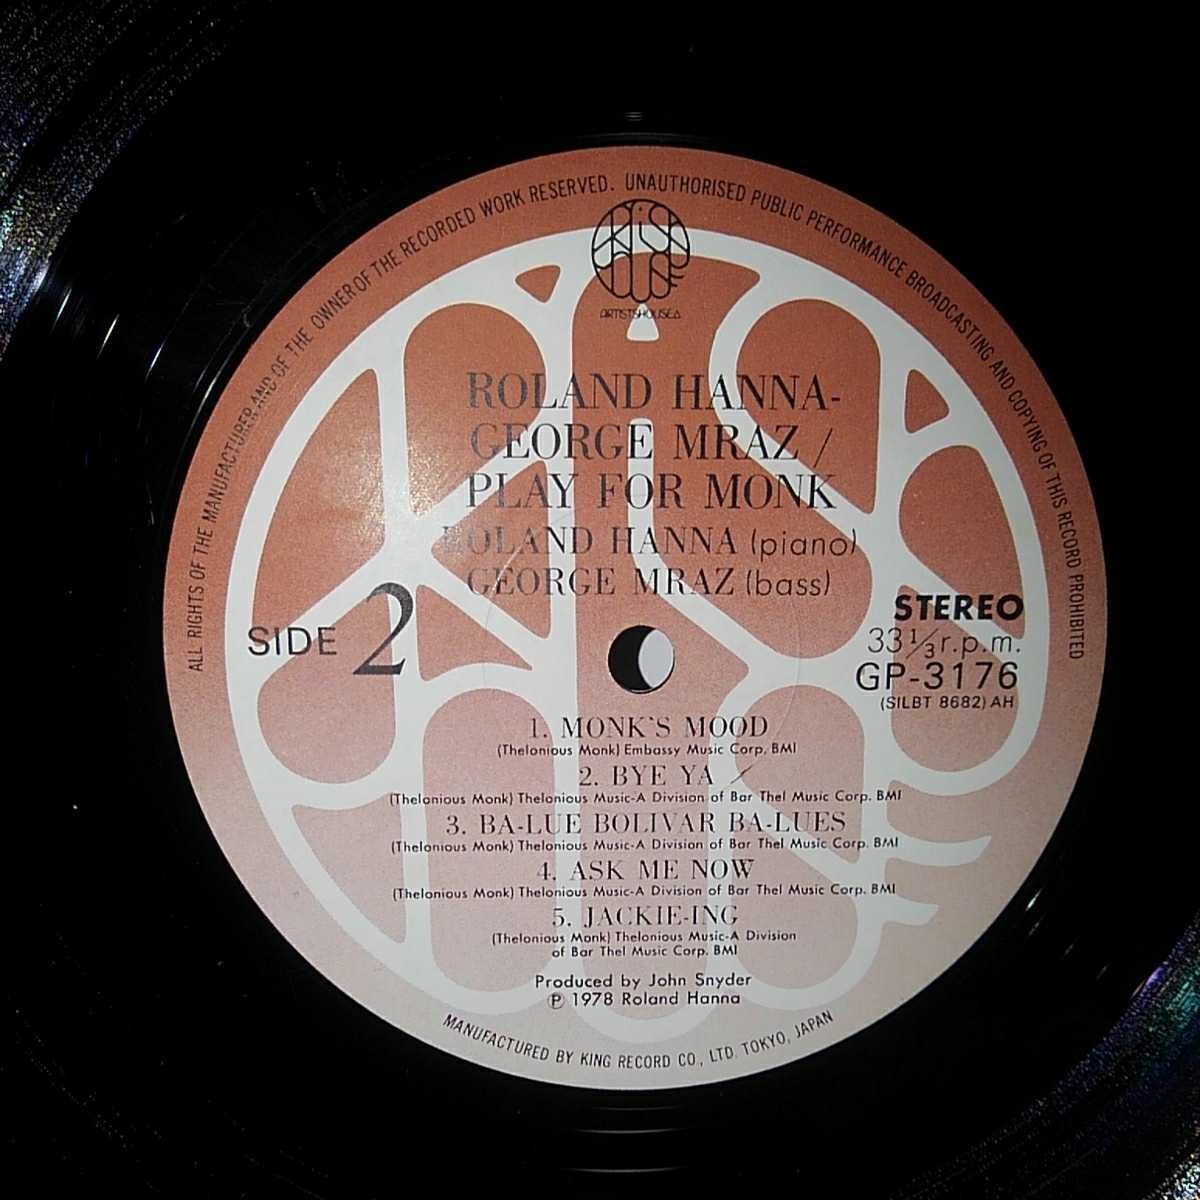 ALL RIGHTS OF THE MANUFACTURER AND OF THE OWNER OF THE RECORDED WORK RESERVED. UNAUTHORISED PUBLIC PERFORMANCE BROADCASTING AND COPYING OF THIS RECORD PROHIBITED
ARTISTSHOUSE
ROLAND HANNA-
GEORGE MRAZ /
PLAY FOR MONK
ROLAND HANNA (piano)
GEORGE MRAZ (bass)
SIDE 2
STEREO
33 1/3 r.p.m.
GP-3176
(SILBT 8682) AH
1. MONK'S MOOD
(Thelonious Monk) Embassy Music Corp. BMI
2. BYE YA
(Thelonious Monk) Thelonious Music-A Division of Bar Thel Music Corp. BMI
3. BA-LUE BOLIVAR BA-LUES
(Thelonious Monk) Thelonious Music-A Division of Bar Thel Music Corp. BMI
4. ASK ME NOW
(Thelonious Monk) Thelonious Music-A Division of Bar Thel Music Corp. BMI
5. JACKIE-ING
(Thelonious Monk) Thelonious Music-A Division
of Bar Thel Music Corp. BMI
Produced by John Snyder
℗ 1978 Roland Hanna
MANUFACTURED BY KING RECORD CO., LTD. TOKYO, JAPAN